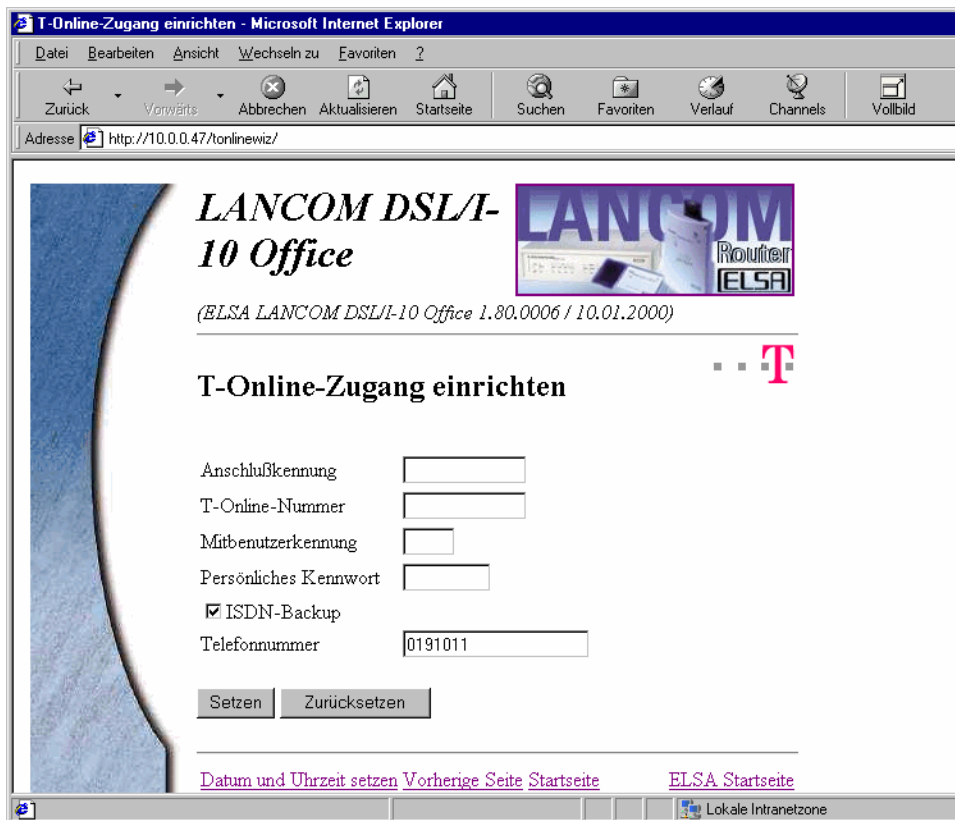 T-Online-Zugang einrichten - Microsoft Internet Explorer
Datei Bearbeiten Ansicht Wechseln zu Favoriten ?
Zurück Vorwärts Abbrechen Aktualisieren Startseite Suchen Favoriten Verlauf Channels Vollbild
Adresse http://10.0.0.47/tonlinewiz/
LANCOM DSL/I-
10 Office
LANCOM
Router
ELSA
(ELSA LANCOM DSL/I-10 Office 1.80.0006 / 10.01.2000)
T
T-Online-Zugang einrichten
Anschlußkennung
T-Online-Nummer
Mitbenutzerkennung
Persönliches Kennwort
ISDN-Backup
Telefonnummer 0191011
Setzen Zurücksetzen
Datum und Uhrzeit setzen Vorherige Seite Startseite ELSA Startseite
Lokale Intranetzone